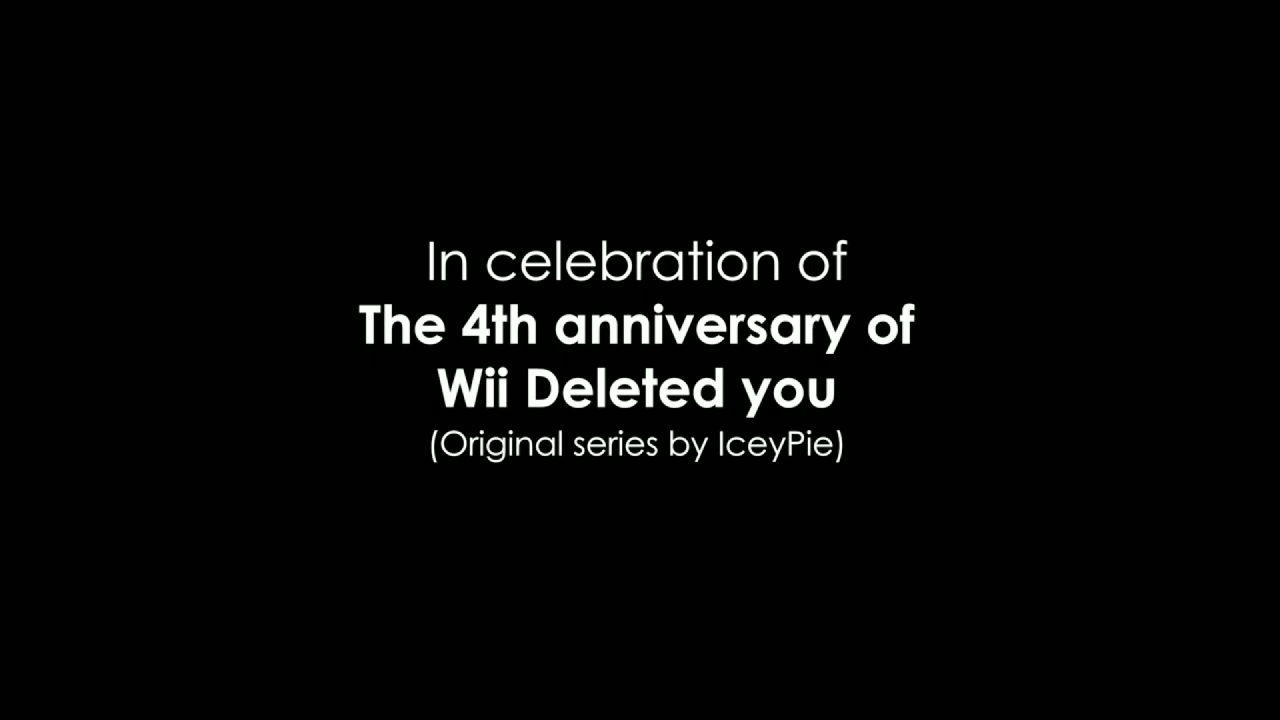 In celebration of
The 4th anniversary of
Wii Deleted you
(Original series by IceyPie)